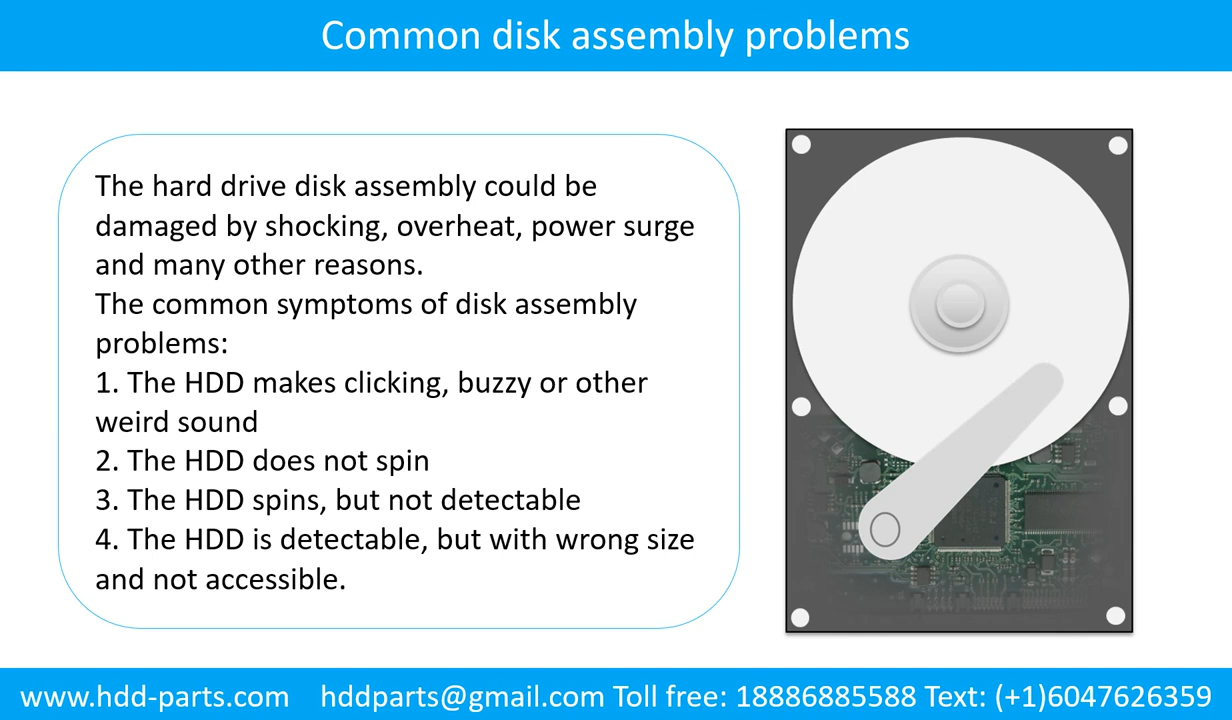 Common disk assembly problems
The hard drive disk assembly could be
damaged by shocking, overheat, power surge
and many other reasons.
The common symptoms of disk assembly
problems:
1. The HDD makes clicking, buzzy or other
weird sound
2. The HDD does not spin
3. The HDD spins, but not detectable
4. The HDD is detectable, but with wrong size
and not accessible.
www.hdd-parts.com hddparts@gmail.com Toll free: 18886885588 Text: (+1)6047626359